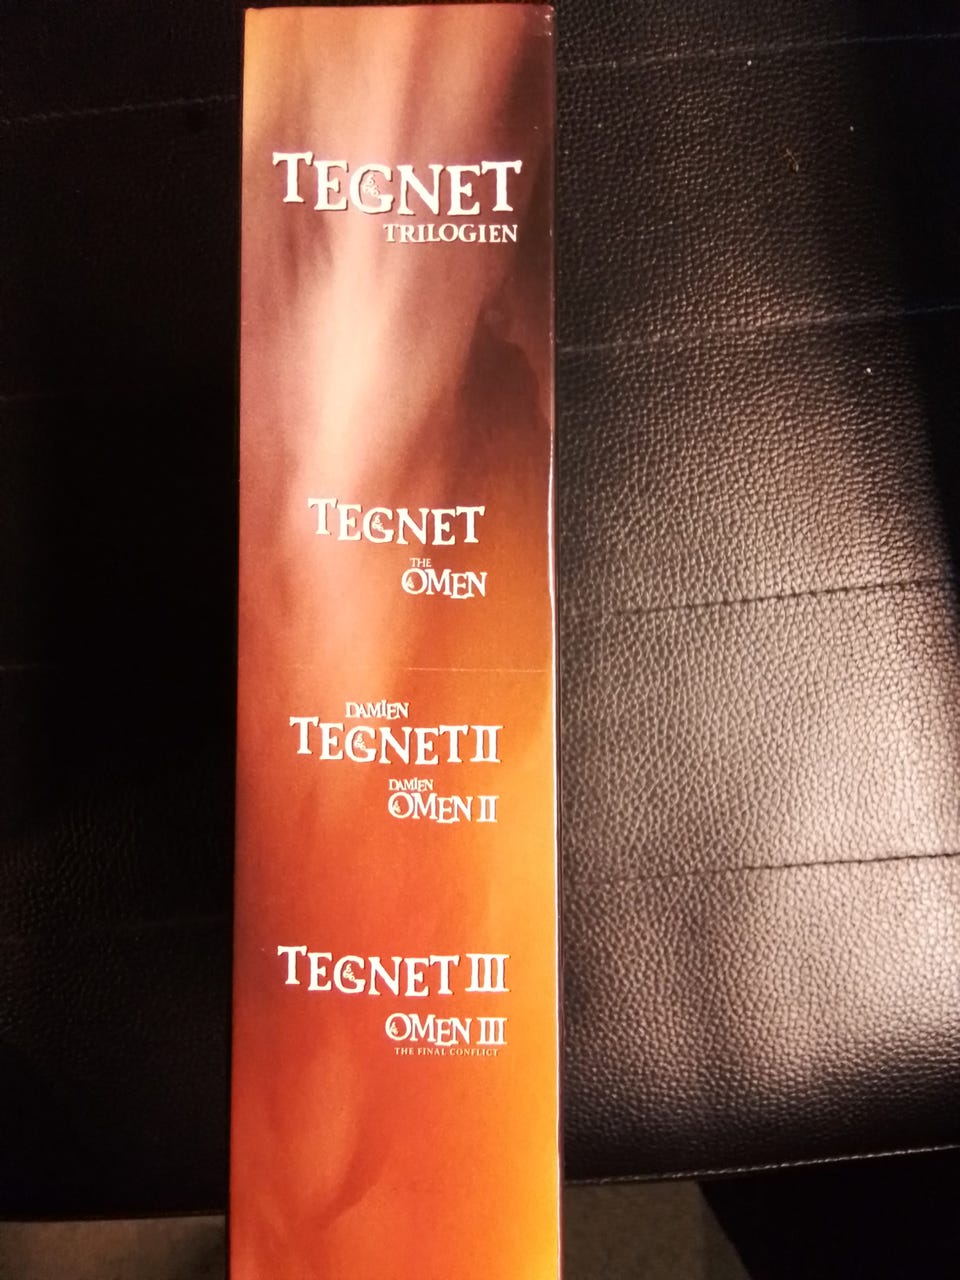 TEGNET
TRILOGIEN
TEGNET
THE
OMEN
DAMIEN
TEGNET II
DAMIEN
OMEN II
TEGNET III
OMEN III
THE FINAL CONFLICT